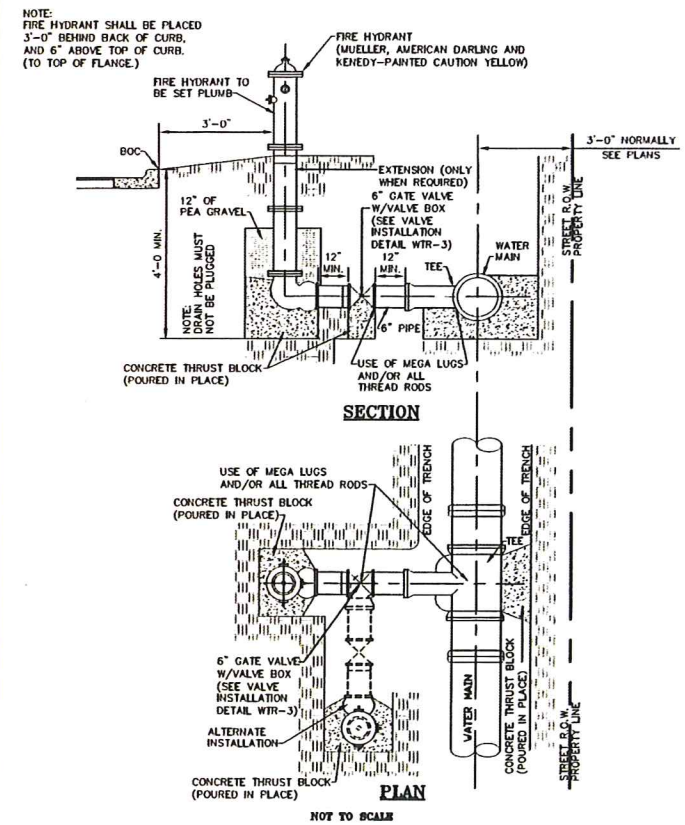 NOTE:
FIRE HYDRANT SHALL BE PLACED
3'-0" BEHIND BACK OF CURB,
AND 6" ABOVE TOP OF CURB.
(TO TOP OF FLANGE.)
FIRE HYDRANT
(MUELLER, AMERICAN DARLING AND
KENEDY-PAINTED CAUTION YELLOW)
FIRE HYDRANT TO
BE SET PLUMB
3'-0"
BOC
3'-0" NORMALLY
SEE PLANS
EXTENSION (ONLY
WHEN REQUIRED)
6" GATE VALVE
W/VALVE BOX
(SEE VALVE
INSTALLATION
DETAIL WTR-3)
12" OF
PEA GRAVEL
4'-0 MIN.
NOTE:
DRAIN HOLES MUST
NOT BE PLUGGED
12"
MIN.
12"
MIN.
TEE
WATER
MAIN
STREET R.O.W.
PROPERTY LINE
6" PIPE
CONCRETE THRUST BLOCK
(POURED IN PLACE)
USE OF MEGA LUGS
AND/OR ALL
THREAD RODS
SECTION
USE OF MEGA LUGS
AND/OR ALL THREAD RODS
CONCRETE THRUST BLOCK
(POURED IN PLACE)
EDGE OF TRENCH
EDGE OF TRENCH
TEE
6" GATE VALVE
W/VALVE BOX
(SEE VALVE
INSTALLATION
DETAIL WTR-3)
ALTERNATE
INSTALLATION
WATER MAIN
CONCRETE THRUST BLOCK
(POURED IN PLACE)
STREET R.O.W.
PROPERTY LINE
CONCRETE THRUST BLOCK
(POURED IN PLACE)
PLAN
NOT TO SCALE